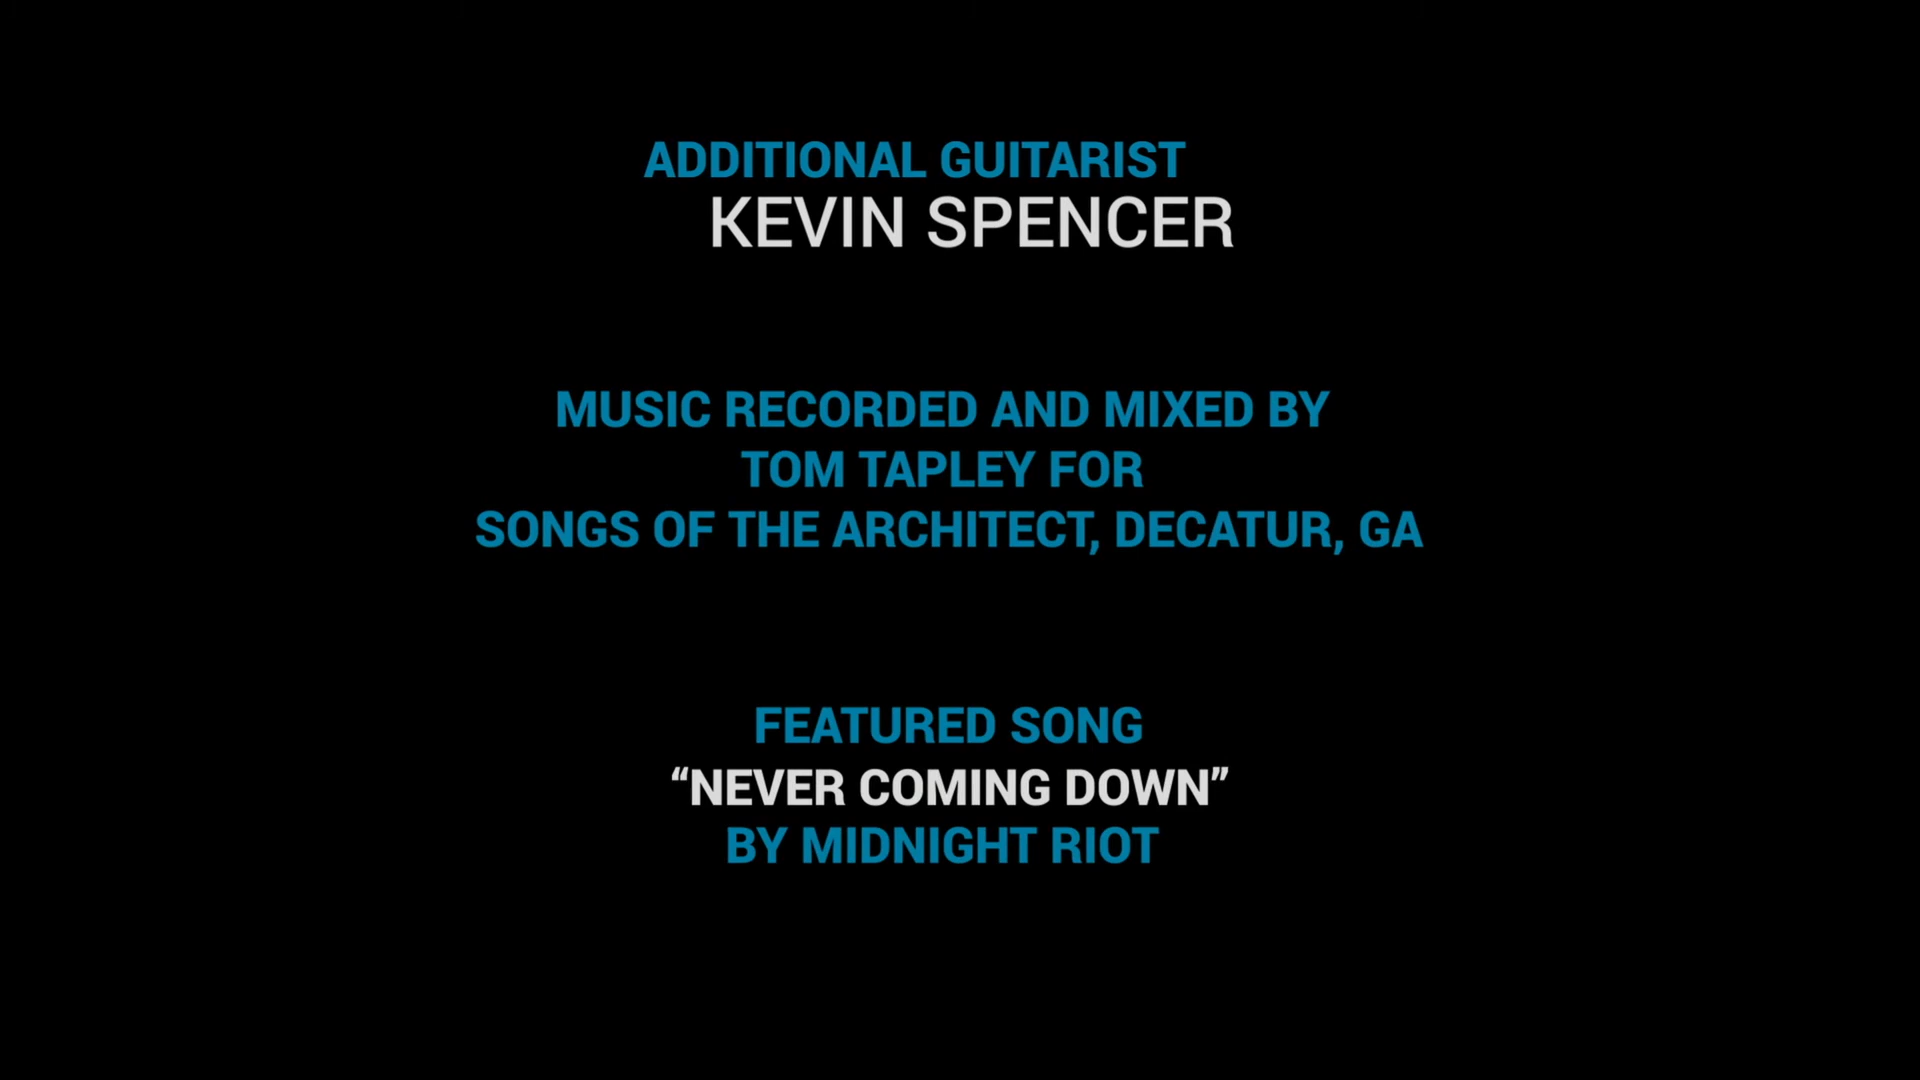 ADDITIONAL GUITARIST
KEVIN SPENCER
MUSIC RECORDED AND MIXED BY
TOM TAPLEY FOR
SONGS OF THE ARCHITECT, DECATUR, GA
FEATURED SONG
“NEVER COMING DOWN”
BY MIDNIGHT RIOT